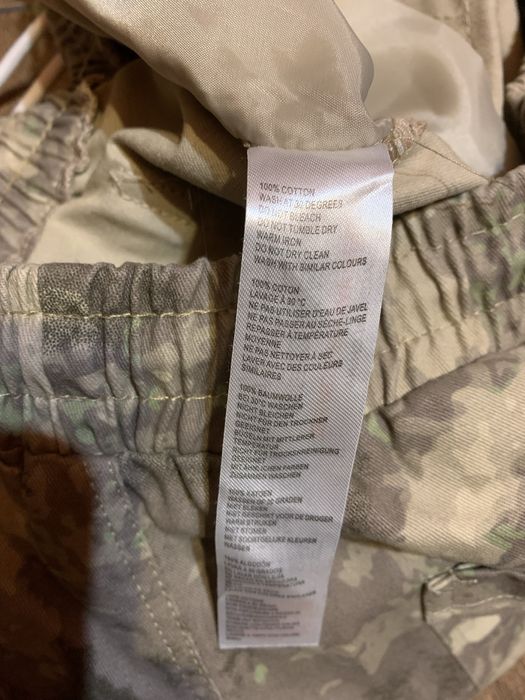 100% COTTON
WASH AT 30 DEGREES
DO NOT BLEACH
DO NOT TUMBLE DRY
WARM IRON
DO NOT DRY CLEAN
WASH WITH SIMILAR COLOURS
100% COTON
LAVAGE À 30 °C
NE PAS UTILISER D'EAU DE JAVEL
NE PAS PASSER AU SÈCHE-LINGE
REPASSER À TEMPÉRATURE
MOYENNE
NE PAS NETTOYER À SEC
LAVER AVEC DES COULEURS
SIMILAIRES
100% BAUMWOLLE
BEI 30°C WASCHEN
NICHT BLEICHEN
NICHT FÜR DEN TROCKNER
GEEIGNET
BÜGELN MIT MITTLERER
TEMPERATUR
NICHT FÜR TROCKENREINIGUNG
GEEIGNET
MIT ÄHNLICHEN FARBEN
ZUSAMMEN WASCHEN
100% KATOEN
WASSEN OP 30 GRADEN
NIET BLEKEN
NIET GESCHIKT VOOR DE DROGER
WARM STRIJKEN
NIET STOMEN
MET SOORTGELIJKE KLEUREN
WASSEN
100% ALGODÓN